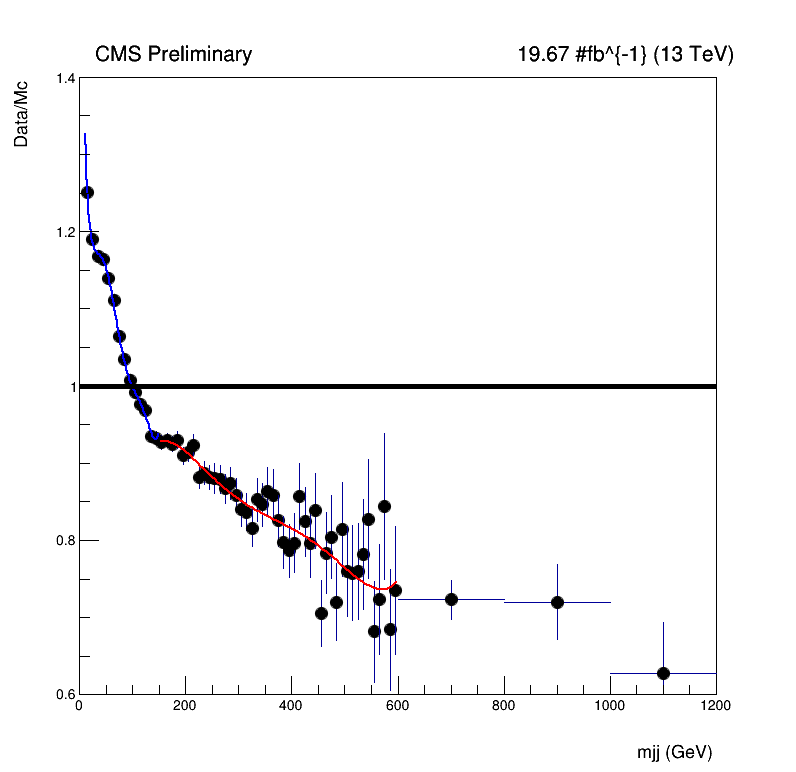 CMS Preliminary
19.67 #fb^{-1} (13 TeV)
Data/Mc
1.4
1.2
1
0.8
0.6
0 200 400 600 800 1000 1200
mjj (GeV)